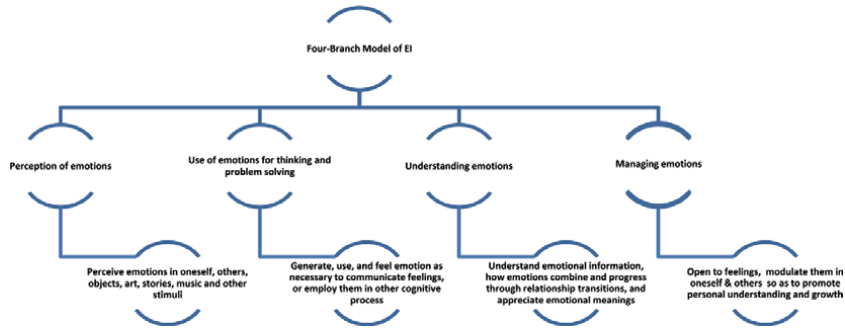 Four-Branch Model of EI
Perception of emotions
Use of emotions for thinking and
problem solving
Understanding emotions
Managing emotions
Perceive emotions in oneself, others,
objects, art, stories, music and other
stimuli
Generate, use, and feel emotion as
necessary to communicate feelings,
or employ them in other cognitive
process
Understand emotional information,
how emotions combine and progress
through relationship transitions, and
appreciate emotional meanings
Open to feelings, modulate them in
oneself & others so as to promote
personal understanding and growth